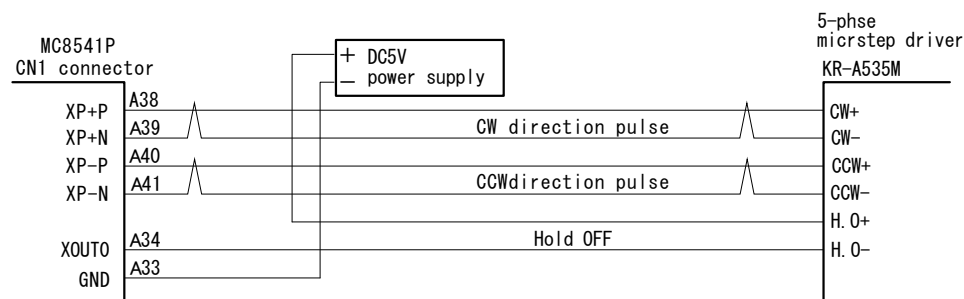 5-phse
micrstep driver
KR-A535M
MC8541P
CN1 connector
+ DC5V
− power supply
XP+P A38 CW+
XP+N A39 CW direction pulse CW-
XP-P A40 CCW+
XP-N A41 CCWdirection pulse CCW-
H.O+
XOUT0 A34 Hold OFF H.O-
GND A33